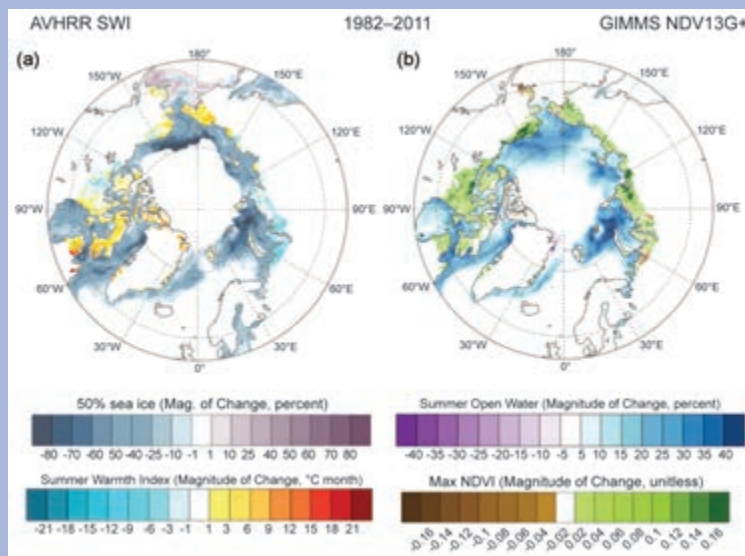 AVHRR SWI 1982–2011 GIMMS NDV13G+
(a) (b)
180°
150°W 150°E
120°W 120°E
90°W 90°E
60°W 60°E
30°W 30°E
0°
180°
150°W 150°E
120°W 120°E
90°W 90°E
60°W 60°E
30°W 30°E
0°
50% sea ice (Mag. of Change, percent)
-80 -70 -60 -50 -40 -25 -10 -1 1 10 25 40 50 60 70 80
Summer Warmth Index (Magnitude of Change, °C month)
-21 -18 -15 -12 -9 -6 -3 -1 1 3 6 9 12 15 18 21
Summer Open Water (Magnitude of Change, percent)
-40 -35 -30 -25 -20 -15 -10 -5 5 10 15 20 25 30 35 40
Max NDVI (Magnitude of Change, unitless)
-0.16 -0.14 -0.12 -0.1 -0.08 -0.06 -0.04 -0.02 0.02 0.04 0.06 0.08 0.1 0.12 0.14 0.16